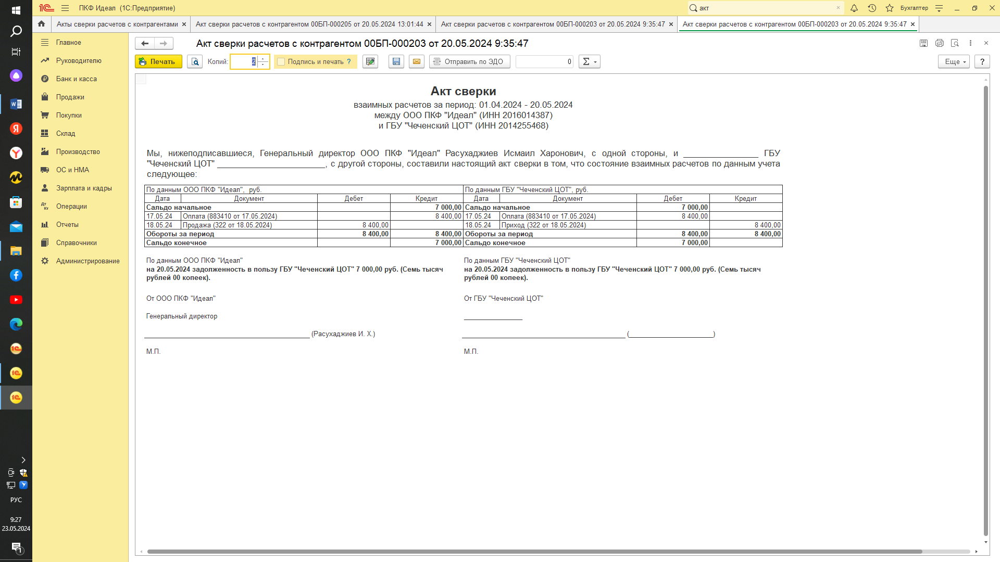 1С ПКФ Идеал (1С:Предприятие) акт Бухгалтер
Акты сверки расчетов с контрагентами Акт сверки расчетов с контрагентом 00БП-000205 от 20.05.2024 13:01:44 Акт сверки расчетов с контрагентом 00БП-000203 от 20.05.2024 9:35:47 Акт сверки расчетов с контрагентом 00БП-000203 от 20.05.2024 9:35:47
Главное
Руководителю
Банк и касса
Продажи
Покупки
Склад
Производство
ОС и НМА
Зарплата и кадры
Операции
Отчеты
Справочники
Администрирование
Акт сверки расчетов с контрагентом 00БП-000203 от 20.05.2024 9:35:47
Печать Копий: 2 Подпись и печать ? Отправить по ЭДО 0 Σ Еще ?
Акт сверки
взаимных расчетов за период: 01.04.2024 - 20.05.2024
между ООО ПКФ "Идеал" (ИНН 2016014387)
и ГБУ "Чеченский ЦОТ" (ИНН 2014255468)
Мы, нижеподписавшиеся, Генеральный директор ООО ПКФ "Идеал" Расухаджиев Исмаил Харонович, с одной стороны, и ________________ ГБУ
"Чеченский ЦОТ" _______________________, с другой стороны, составили настоящий акт сверки в том, что состояние взаимных расчетов по данным учета
следующее:
По данным ООО ПКФ "Идеал", руб. По данным ГБУ "Чеченский ЦОТ", руб.
Дата Документ Дебет Кредит Дата Документ Дебет Кредит
Сальдо начальное 7 000,00 Сальдо начальное 7 000,00
17.05.24 Оплата (883410 от 17.05.2024) 8 400,00 17.05.24 Оплата (883410 от 17.05.2024) 8 400,00
18.05.24 Продажа (322 от 18.05.2024) 8 400,00 18.05.24 Приход (322 от 18.05.2024) 8 400,00
Обороты за период 8 400,00 8 400,00 Обороты за период 8 400,00 8 400,00
Сальдо конечное 7 000,00 Сальдо конечное 7 000,00
По данным ООО ПКФ "Идеал" По данным ГБУ "Чеченский ЦОТ"
на 20.05.2024 задолженность в пользу ГБУ "Чеченский ЦОТ" 7 000,00 руб. (Семь тысяч на 20.05.2024 задолженность в пользу ГБУ "Чеченский ЦОТ" 7 000,00 руб. (Семь тысяч
рублей 00 копеек). рублей 00 копеек).
От ООО ПКФ "Идеал" От ГБУ "Чеченский ЦОТ"
Генеральный директор ________________
(Расухаджиев И. Х.) (_______________________)
М.П. М.П.
РУС
9:27
23.05.2024
1